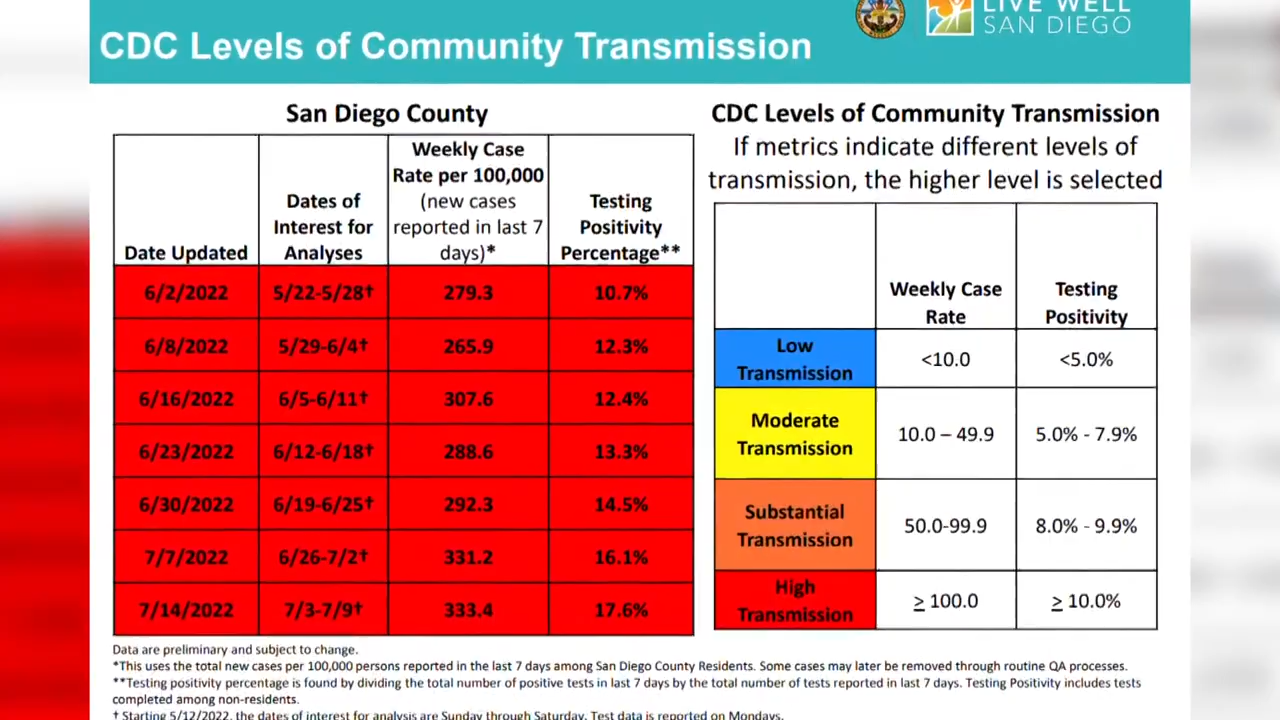 LIVE WELL
SAN DIEGO
CDC Levels of Community Transmission
San Diego County
Date Updated
Dates of
Interest for
Analyses
Weekly Case
Rate per 100,000
(new cases
reported in last 7
days)*
Testing
Positivity
Percentage**
6/2/2022 5/22-5/28† 279.3 10.7%
6/8/2022 5/29-6/4† 265.9 12.3%
6/16/2022 6/5-6/11† 307.6 12.4%
6/23/2022 6/12-6/18† 288.6 13.3%
6/30/2022 6/19-6/25† 292.3 14.5%
7/7/2022 6/26-7/2† 331.2 16.1%
7/14/2022 7/3-7/9† 333.4 17.6%
CDC Levels of Community Transmission
If metrics indicate different levels of
transmission, the higher level is selected
Weekly Case
Rate
Testing
Positivity
Low
Transmission
<10.0 <5.0%
Moderate
Transmission
10.0 – 49.9 5.0% - 7.9%
Substantial
Transmission
50.0-99.9 8.0% - 9.9%
High
Transmission
≥ 100.0 ≥ 10.0%
Data are preliminary and subject to change.
*This uses the total new cases per 100,000 persons reported in the last 7 days among San Diego County Residents. Some cases may later be removed through routine QA processes.
**Testing positivity percentage is found by dividing the total number of positive tests in last 7 days by the total number of tests reported in last 7 days. Testing Positivity includes tests
completed among non-residents.
† Starting 5/12/2022, the dates of interest for analysis are Sunday through Saturday. Test data is reported on Mondays.